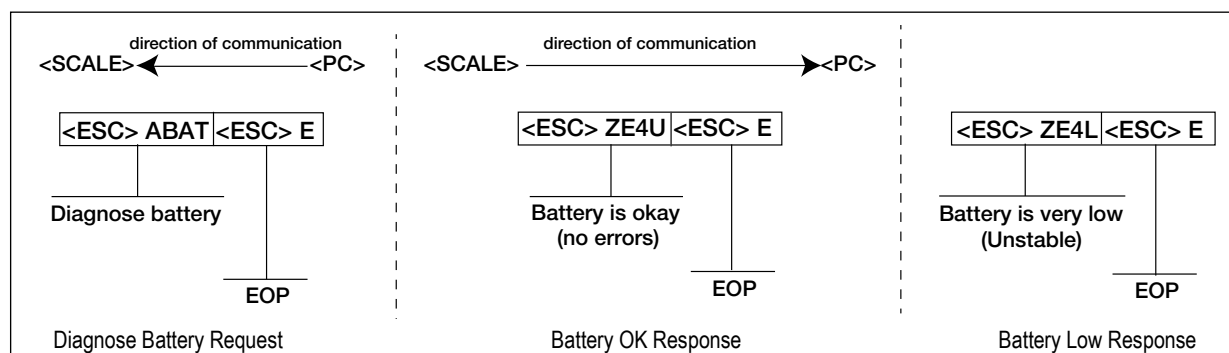 direction of communication
<SCALE> <PC>
<ESC> ABAT <ESC> E
Diagnose battery
EOP
Diagnose Battery Request
direction of communication
<SCALE> <PC>
<ESC> ZE4U <ESC> E
Battery is okay
(no errors)
EOP
Battery OK Response
<ESC> ZE4L <ESC> E
Battery is very low
(Unstable)
EOP
Battery Low Response